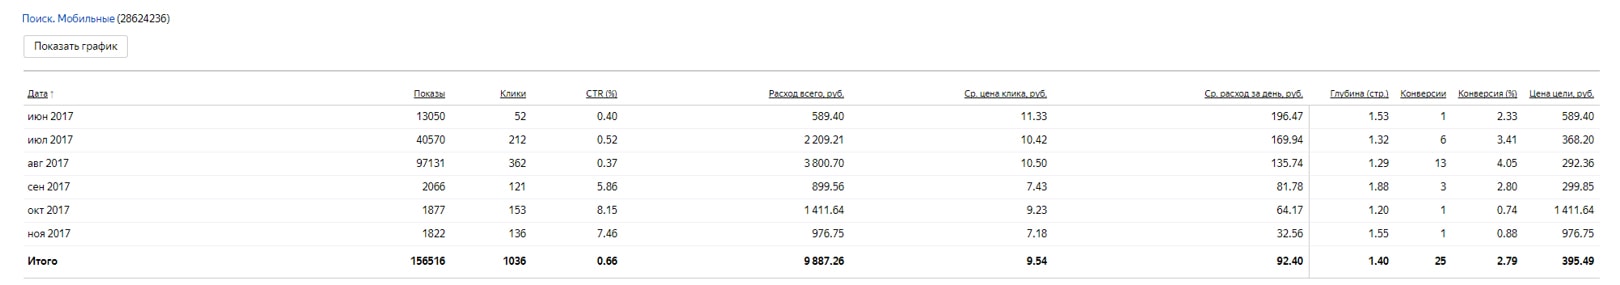 Поиск. Мобильные (28624236)
Показать график
Дата ↑ Показы Клики CTR (%) Расход всего, руб. Ср. цена клика, руб. Ср. расход за день, руб. Глубина (стр.) Конверсии Конверсия (%) Цена цели, руб.
июн 2017 13050 52 0.40 589.40 11.33 196.47 1.53 1 2.33 589.40
июл 2017 40570 212 0.52 2 209.21 10.42 169.94 1.32 6 3.41 368.20
авг 2017 97131 362 0.37 3 800.70 10.50 135.74 1.29 13 4.05 292.36
сен 2017 2066 121 5.86 899.56 7.43 81.78 1.88 3 2.80 299.85
окт 2017 1877 153 8.15 1 411.64 9.23 64.17 1.20 1 0.74 1 411.64
ноя 2017 1822 136 7.46 976.75 7.18 32.56 1.55 1 0.88 976.75
Итого 156516 1036 0.66 9 887.26 9.54 92.40 1.40 25 2.79 395.49